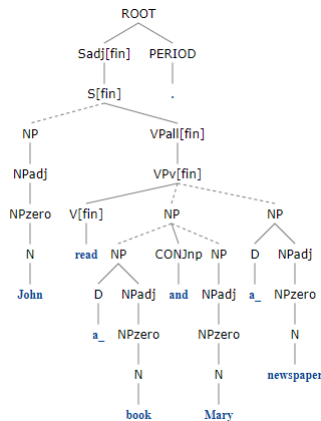 ROOT
Sadj[fin] PERIOD
S[fin] .
NP VPall[fin]
NPadj VPv[fin]
NPzero V[fin] NP NP
N read NP CONJnp NP D NPadj
John D NPadj and NPadj a_ NPzero
a_ NPzero NPzero N
N N newspaper
book Mary